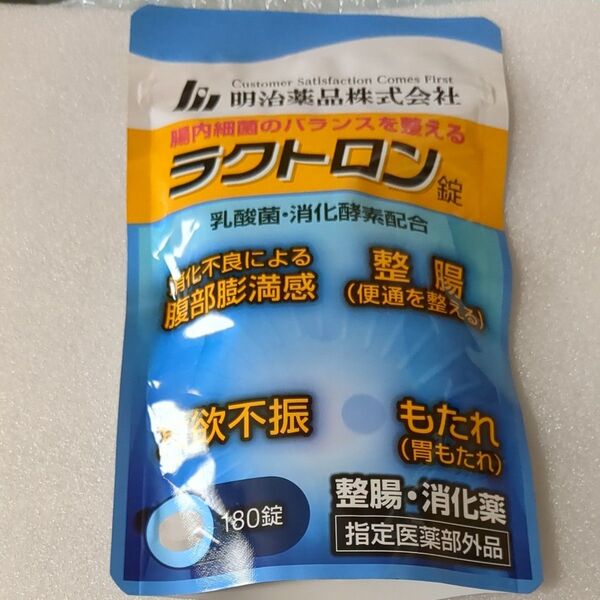 Customer Satisfaction Comes First
明治薬品株式会社
腸内細菌のバランスを整える
ラクトロン錠
乳酸菌・消化酵素配合
消化不良による
腹部膨満感
整腸
(便通を整える)
欲不振
もたれ
(胃もたれ)
180錠
整腸・消化薬
指定医薬部外品